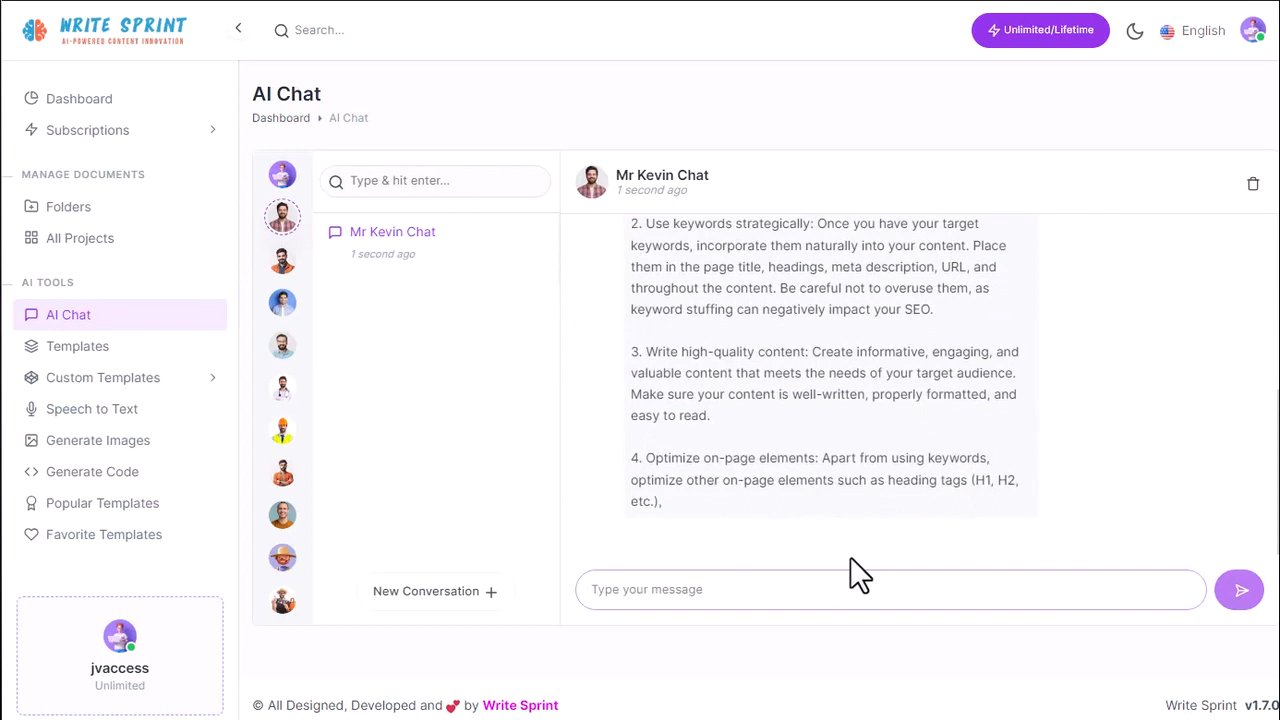 WRITE SPRINT
AI-POWERED CONTENT INNOVATION
Search...
Unlimited/Lifetime
English
Dashboard
Subscriptions
MANAGE DOCUMENTS
Folders
All Projects
AI TOOLS
AI Chat
Templates
Custom Templates
Speech to Text
Generate Images
Generate Code
Popular Templates
Favorite Templates
jvaccess
Unlimited
AI Chat
Dashboard AI Chat
Type & hit enter...
Mr Kevin Chat
1 second ago
New Conversation
Mr Kevin Chat
1 second ago
2. Use keywords strategically: Once you have your target
keywords, incorporate them naturally into your content. Place
them in the page title, headings, meta description, URL, and
throughout the content. Be careful not to overuse them, as
keyword stuffing can negatively impact your SEO.
3. Write high-quality content: Create informative, engaging, and
valuable content that meets the needs of your target audience.
Make sure your content is well-written, properly formatted, and
easy to read.
4. Optimize on-page elements: Apart from using keywords,
optimize other on-page elements such as heading tags (H1, H2,
etc.),
Type your message
© All Designed, Developed and 💕 by Write Sprint
Write Sprint v1.7.0